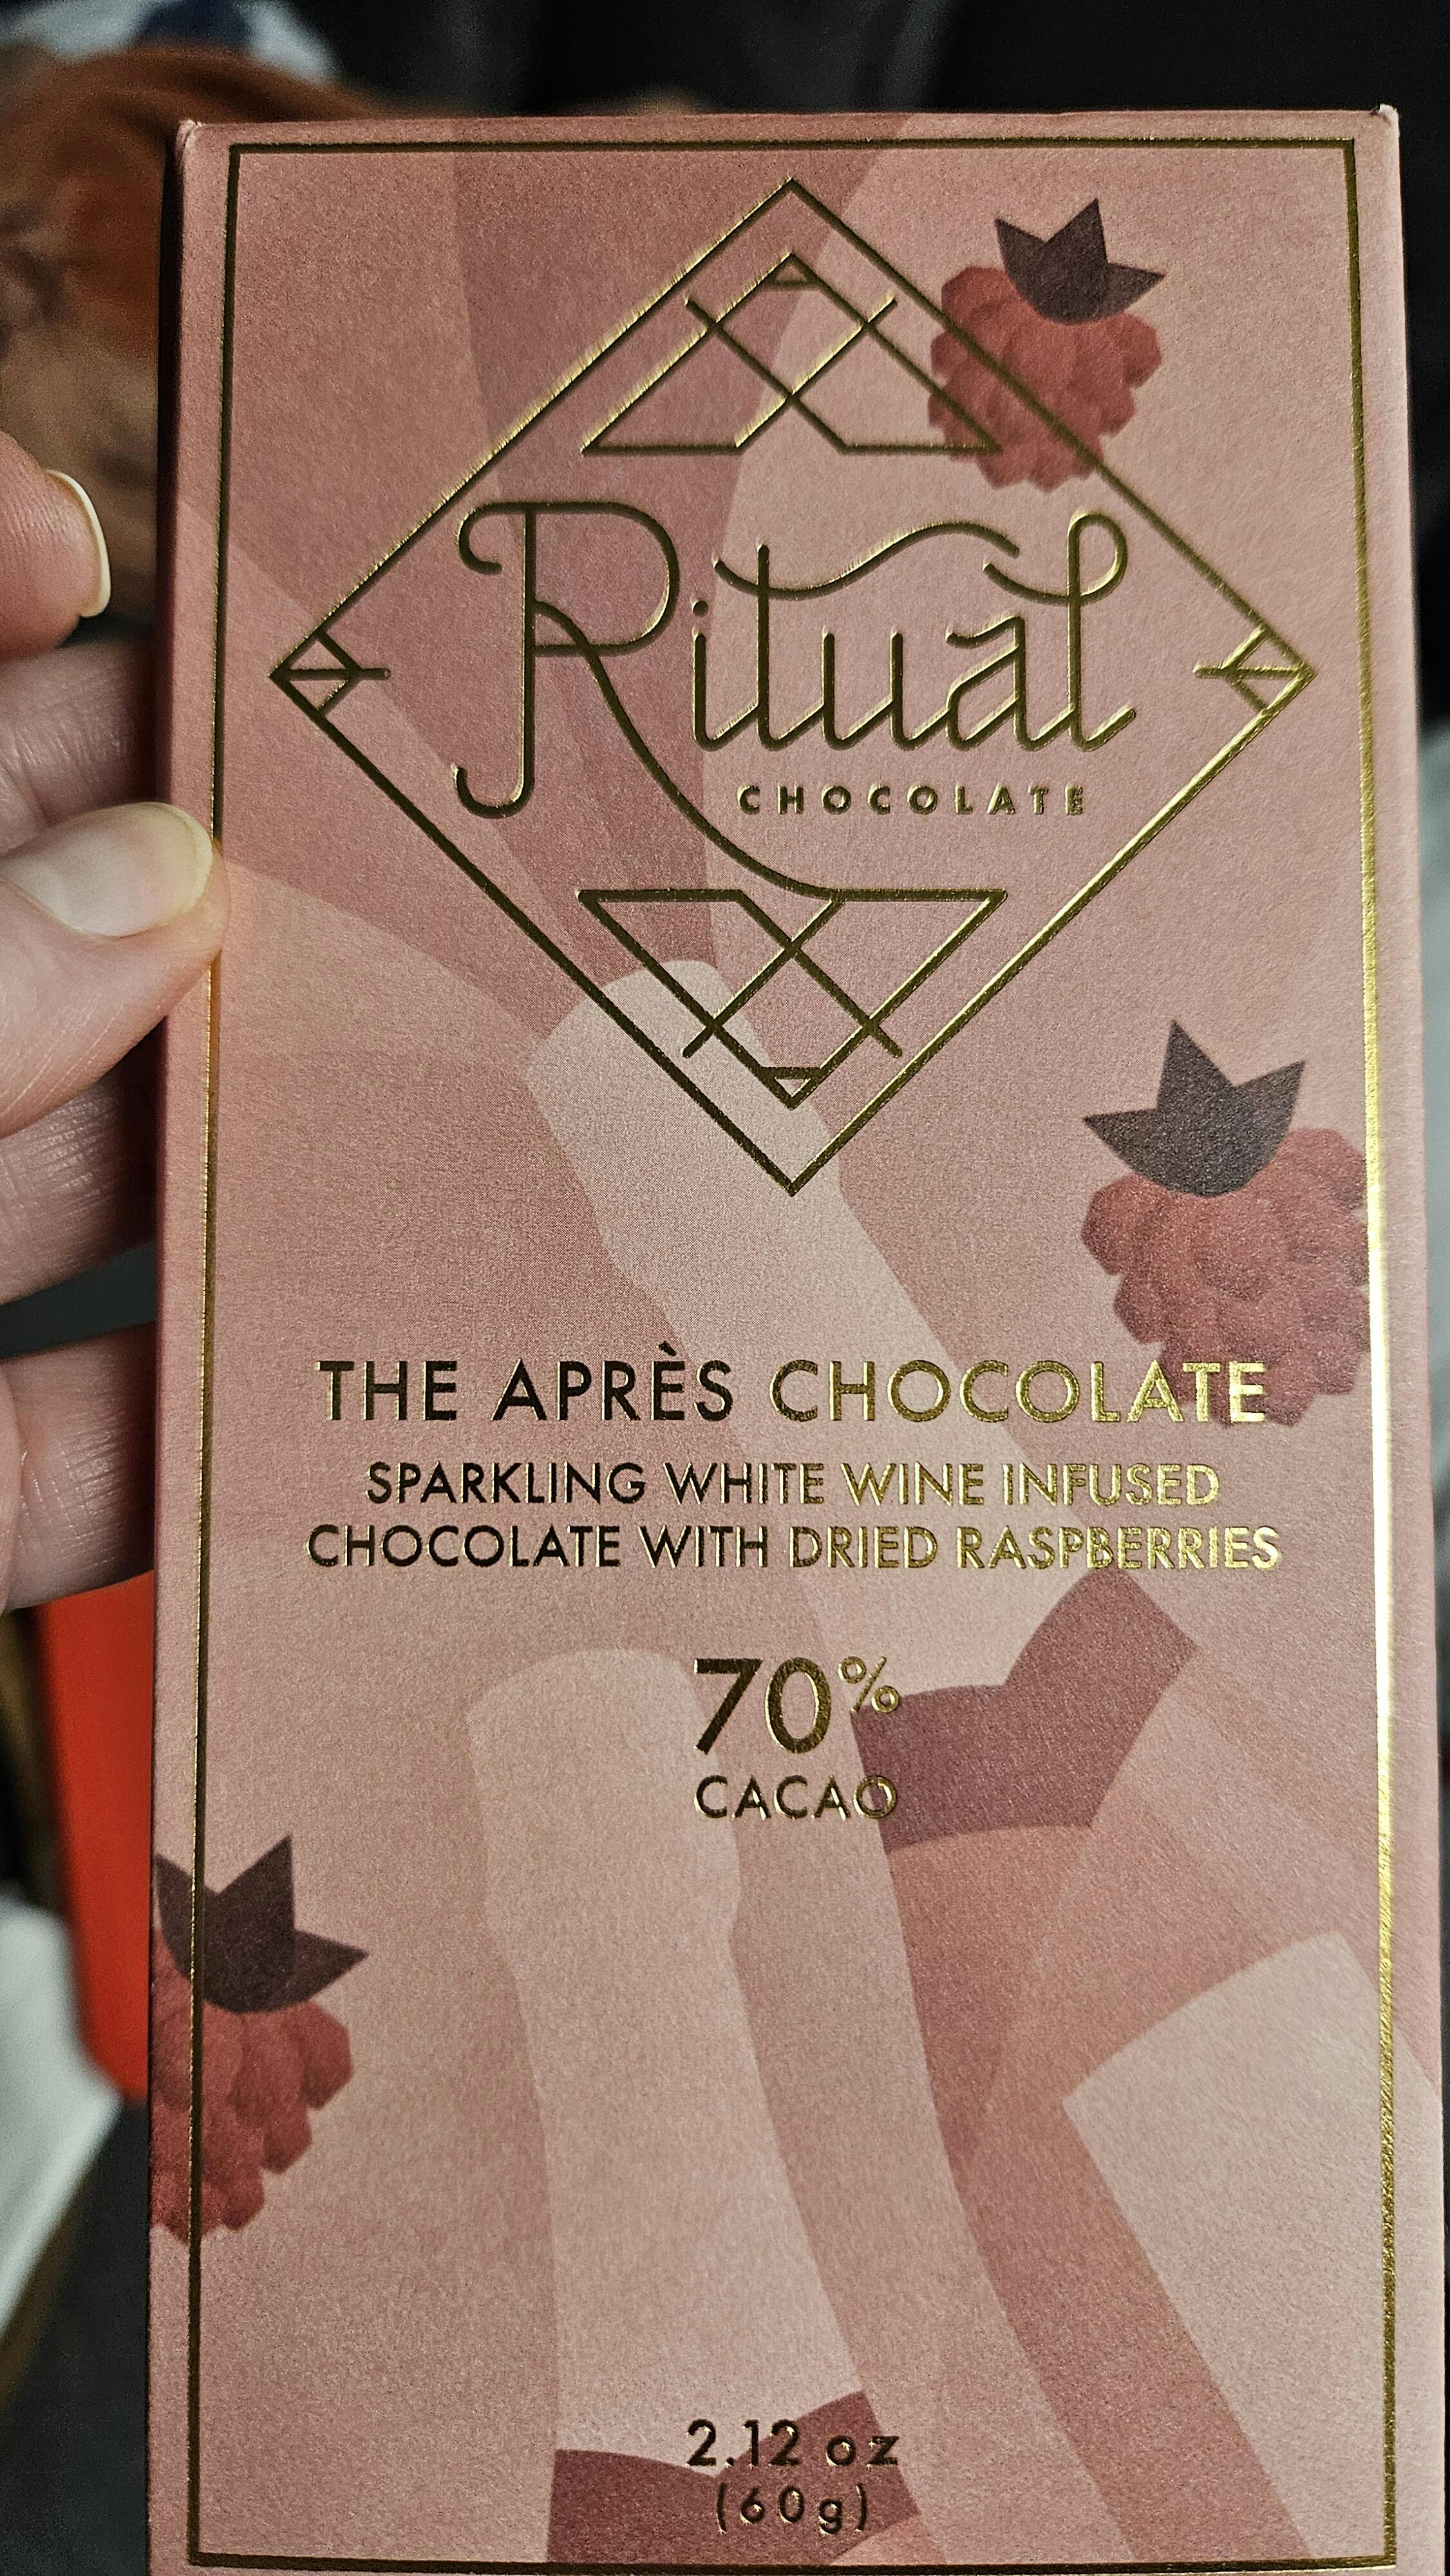 Ritual
CHOCOLATE
THE APRÈS CHOCOLATE
SPARKLING WHITE WINE INFUSED
CHOCOLATE WITH DRIED RASPBERRIES
70%
CACAO
2.12 oz
(60g)